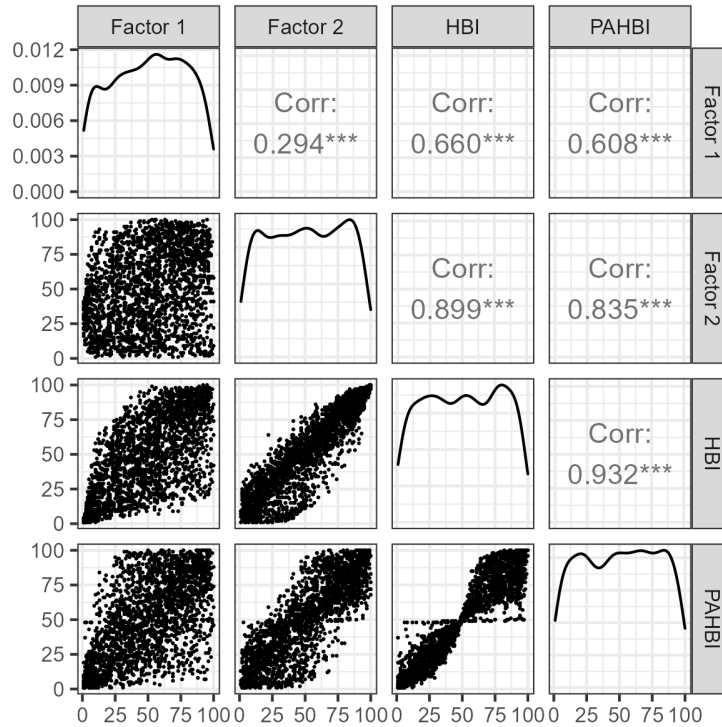 Factor 1 Factor 2 HBI PAHBI
0.012
0.009
0.006
0.003
0.000
Corr:
0.294***
Corr:
0.660***
Corr:
0.608***
Factor 1
100
75
50
25
0
Corr:
0.899***
Corr:
0.835***
Factor 2
100
75
50
25
0
Corr:
0.932***
HBI
100
75
50
25
0
PAHBI
0 25 50 75 100 0 25 50 75 100 0 25 50 75 100 0 25 50 75 100